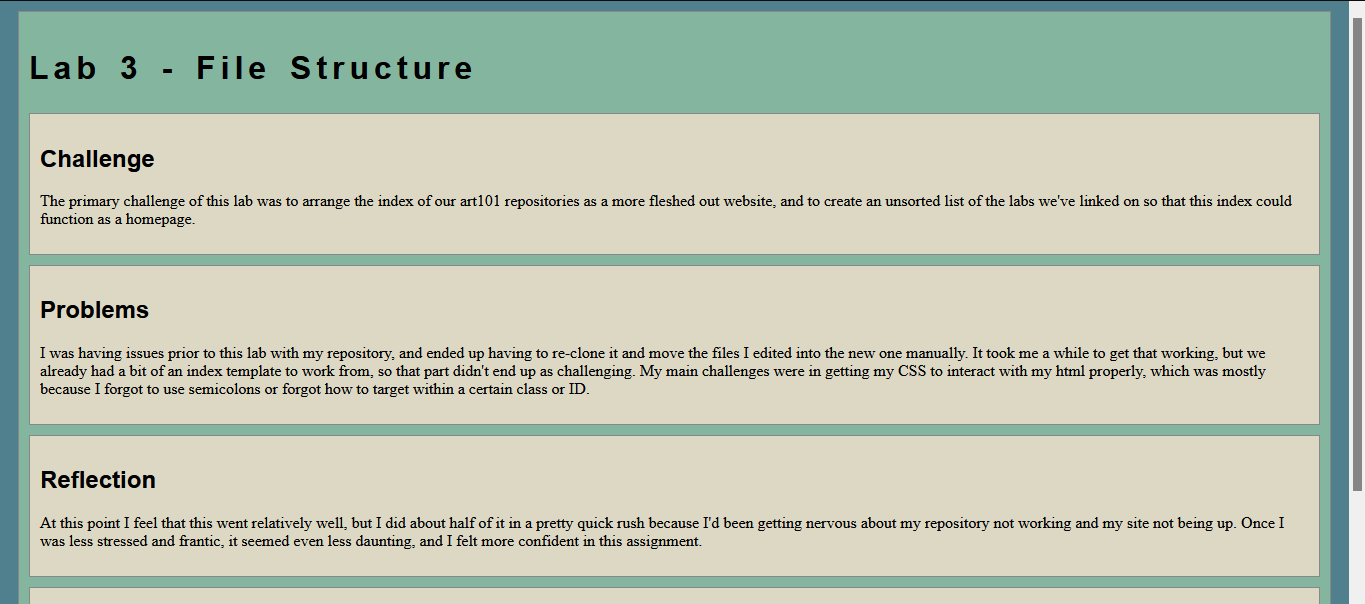 Lab 3 - File Structure
Challenge
The primary challenge of this lab was to arrange the index of our art101 repositories as a more fleshed out website, and to create an unsorted list of the labs we've linked on so that this index could
function as a homepage.
Problems
I was having issues prior to this lab with my repository, and ended up having to re-clone it and move the files I edited into the new one manually. It took me a while to get that working, but we
already had a bit of an index template to work from, so that part didn't end up as challenging. My main challenges were in getting my CSS to interact with my html properly, which was mostly
because I forgot to use semicolons or forgot how to target within a certain class or ID.
Reflection
At this point I feel that this went relatively well, but I did about half of it in a pretty quick rush because I'd been getting nervous about my repository not working and my site not being up. Once I
was less stressed and frantic, it seemed even less daunting, and I felt more confident in this assignment.